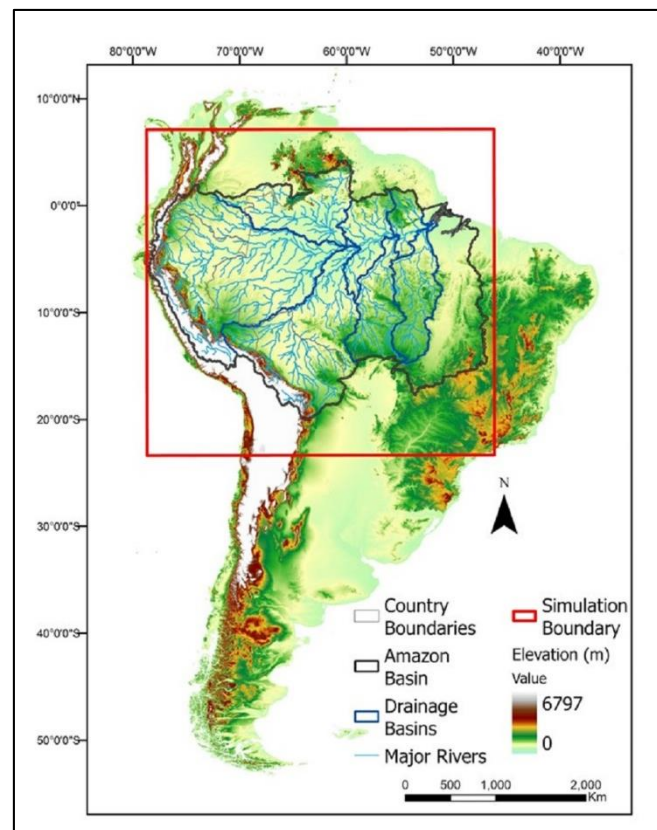 80°0'0"W 70°0'0"W 60°0'0"W 50°0'0"W 40°0'0"W
10°0'0"N
0°0'0"
10°0'0"S
20°0'0"S
30°0'0"S
40°0'0"S
50°0'0"S
N
Country
Boundaries
Amazon
Basin
Drainage
Basins
Major Rivers
Simulation
Boundary
Elevation (m)
Value
6797
0
0 500 1,000 2,000
Km